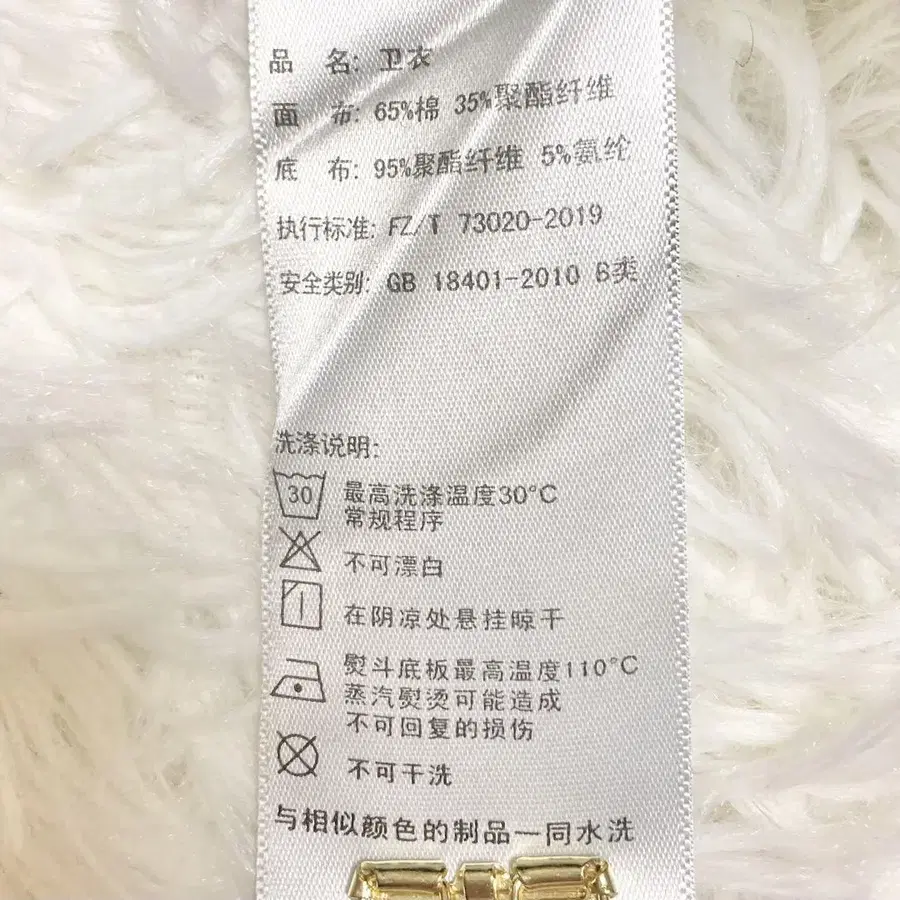 品 名: 卫衣
面 布: 65%棉 35%聚酯纤维
底 布: 95%聚酯纤维 5%氨纶
执行标准: FZ/T 73020-2019
安全类别: GB 18401-2010 B类
洗涤说明:
30 最高洗涤温度30°C
常规程序
不可漂白
在阴凉处悬挂晾干
熨斗底板最高温度110°C
蒸汽熨烫可能造成
不可回复的损伤
不可干洗
与相似颜色的制品一同水洗